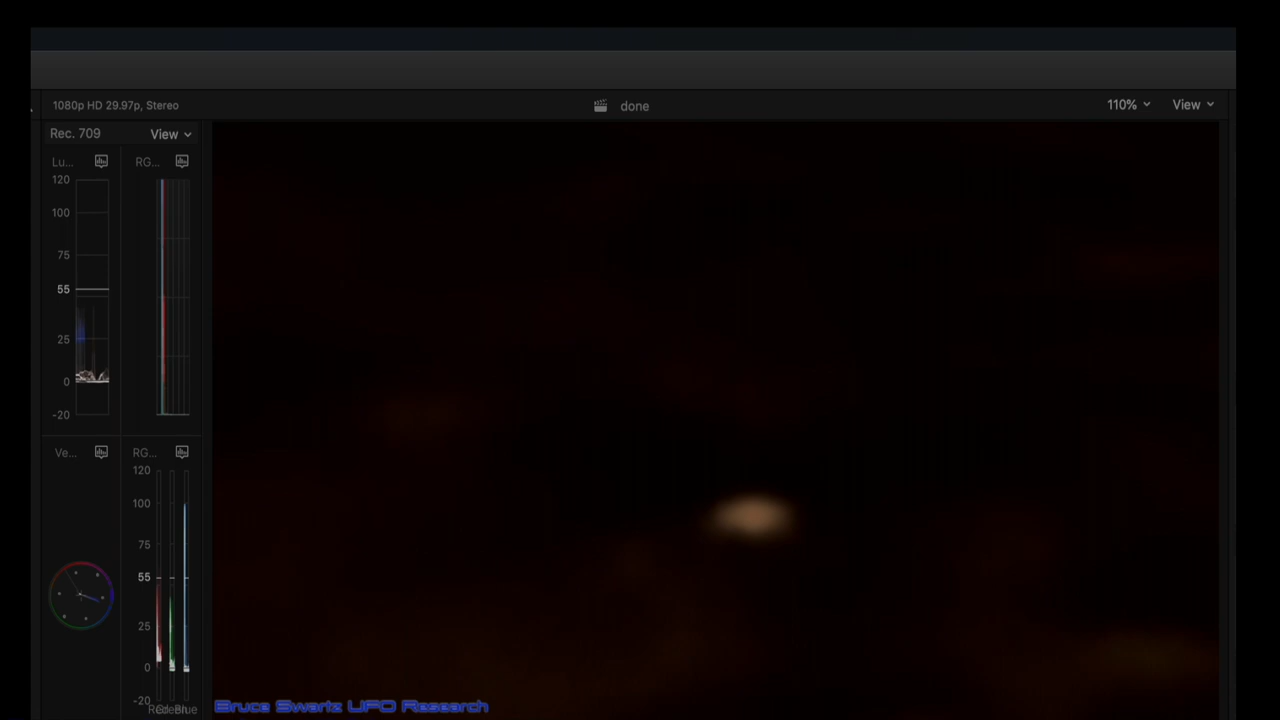 1080p HD 29.97p, Stereo
done
110%
View
Rec. 709
View
Lu...
RG...
120
100
75
55
25
0
-20
Ve...
RG...
120
100
75
55
25
0
-20
Blue
Bruce Swartz UFO Research